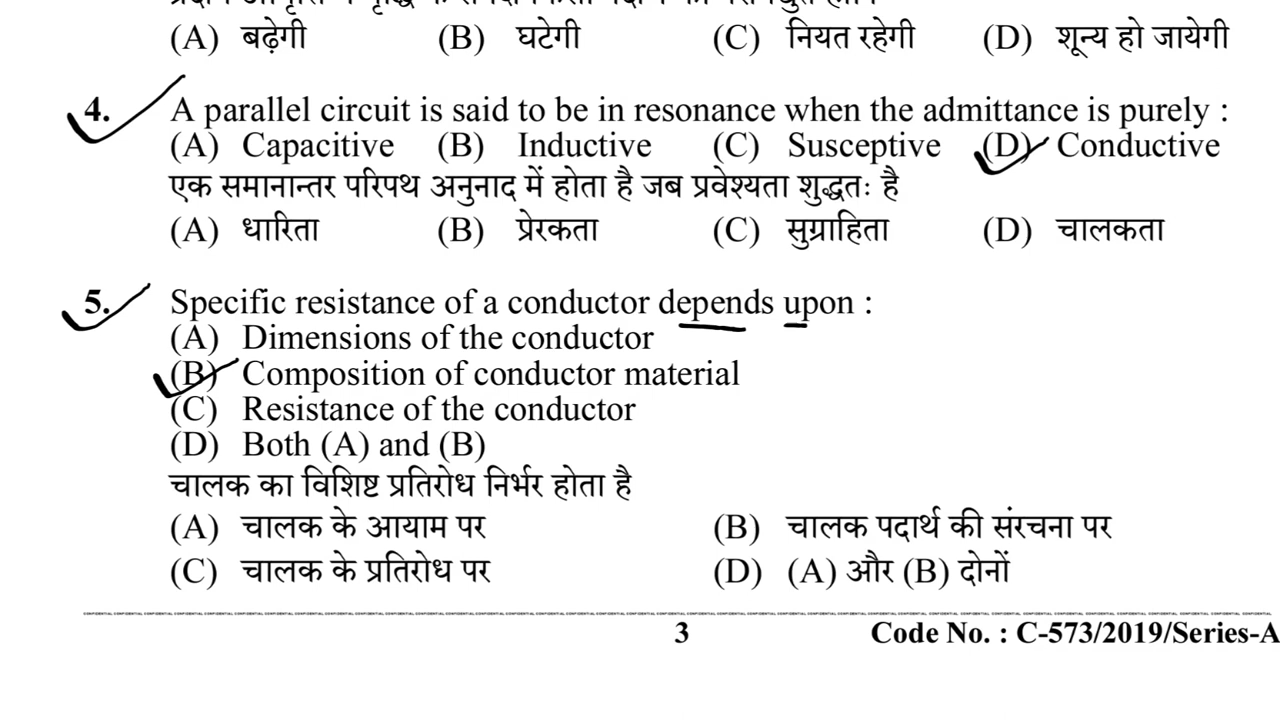 (A) बढ़ेगी (B) घटेगी (C) नियत रहेगी (D) शून्य हो जायेगी
4. A parallel circuit is said to be in resonance when the admittance is purely :
(A) Capacitive (B) Inductive (C) Susceptive (D) Conductive
एक समानान्तर परिपथ अनुनाद में होता है जब प्रवेश्यता शुद्धतः है
(A) धारिता (B) प्रेरकता (C) सुग्राहिता (D) चालकता
5. Specific resistance of a conductor depends upon :
(A) Dimensions of the conductor
(B) Composition of conductor material
(C) Resistance of the conductor
(D) Both (A) and (B)
चालक का विशिष्ट प्रतिरोध निर्भर होता है
(A) चालक के आयाम पर (B) चालक पदार्थ की संरचना पर
(C) चालक के प्रतिरोध पर (D) (A) और (B) दोनों
3 Code No. : C-573/2019/Series-A